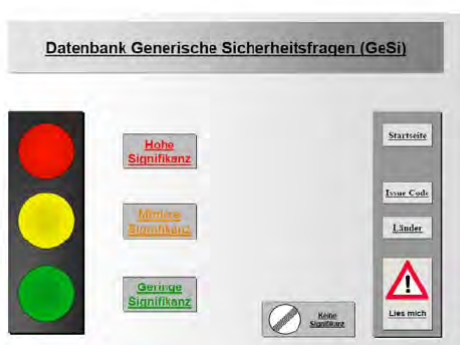 Datenbank Generische Sicherheitsfragen (GeSi)
Hohe
Signifikanz
Mittlere
Signifikanz
Geringe
Signifikanz
Keine
Signifikanz
Startseite
Issue Code
Länder
Lies mich